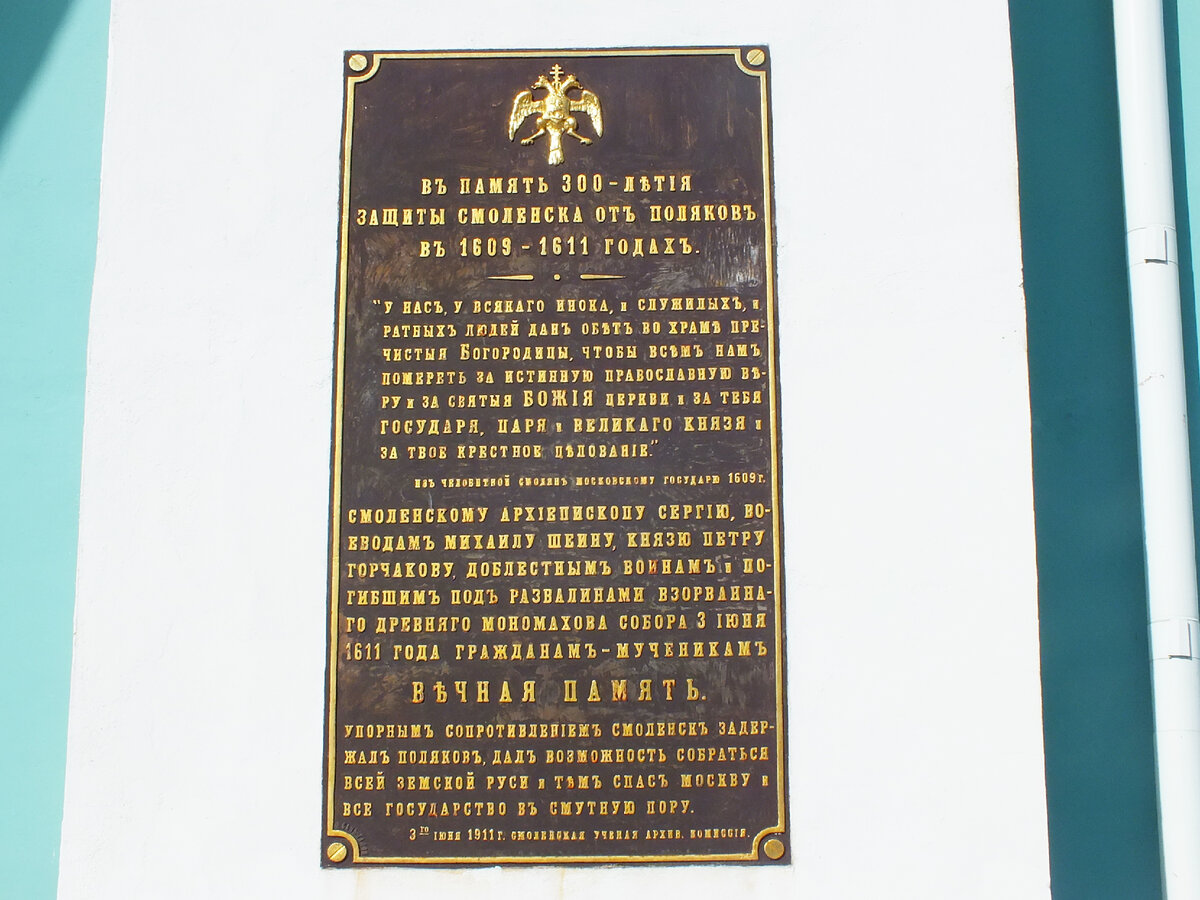 ВЪ ПАМЯТЬ 300-ЛѢТІЯ
ЗАЩИТЫ СМОЛЕНСКА ОТЪ ПОЛЯКОВЪ
ВЪ 1609 - 1611 ГОДАХЪ.
"У НАСЪ, У ВСЯКАГО ИНОКА, и СЛУЖИЛЫХЪ, и
РАТНЫХЪ ЛЮДЕЙ ДАНЪ ОБѢТЪ ВО ХРАМѢ ПРЕ-
ЧИСТЫЯ БОГОРОДИЦЫ, ЧТОБЫ ВСѢМЪ НАМЪ
ПОМЕРЕТЬ ЗА ИСТИННУЮ ПРАВОСЛАВНУЮ ВѢ-
РУ и ЗА СВЯТЫЯ БОЖІЯ ЦЕРКВИ и ЗА ТЕБЯ
ГОСУДАРЯ, ЦАРЯ и ВЕЛИКАГО КНЯЗЯ и
ЗА ТВОЕ КРЕСТНОЕ ЦѢЛОВАНІЕ."
ИЗЪ ЧЕЛОБИТНОЙ СМОЛЯНЪ МОСКОВСКОМУ ГОСУДАРЮ 1609 г.
СМОЛЕНСКОМУ АРХІЕПИСКОПУ СЕРГІЮ, ВО-
ЕВОДАМЪ МИХАИЛУ ШЕИНУ, КНЯЗЮ ПЕТРУ
ГОРЧАКОВУ, ДОБЛЕСТНЫМЪ ВОИНАМЪ и ПО-
ГИБШИМЪ ПОДЪ РАЗВАЛИНАМИ ВЗОРВАННА-
ГО ДРЕВНЯГО МОНОМАХОВА СОБОРА 3 ІЮНЯ
1611 ГОДА ГРАЖДАНАМЪ-МУЧЕНИКАМЪ
ВѢЧНАЯ ПАМЯТЬ.
УПОРНЫМЪ СОПРОТИВЛЕНІЕМЪ СМОЛЕНСКЪ ЗАДЕР-
ЖАЛЪ ПОЛЯКОВЪ, ДАЛЪ ВОЗМОЖНОСТЬ СОБРАТЬСЯ
ВСЕЙ ЗЕМСКОЙ РУСИ и ТѢМЪ СПАСЪ МОСКВУ и
ВСЕ ГОСУДАРСТВО ВЪ СМУТНУЮ ПОРУ.
3го ІЮНЯ 1911 г. СМОЛЕНСКАЯ УЧЕНАЯ АРХИВ. КОМИССІЯ.